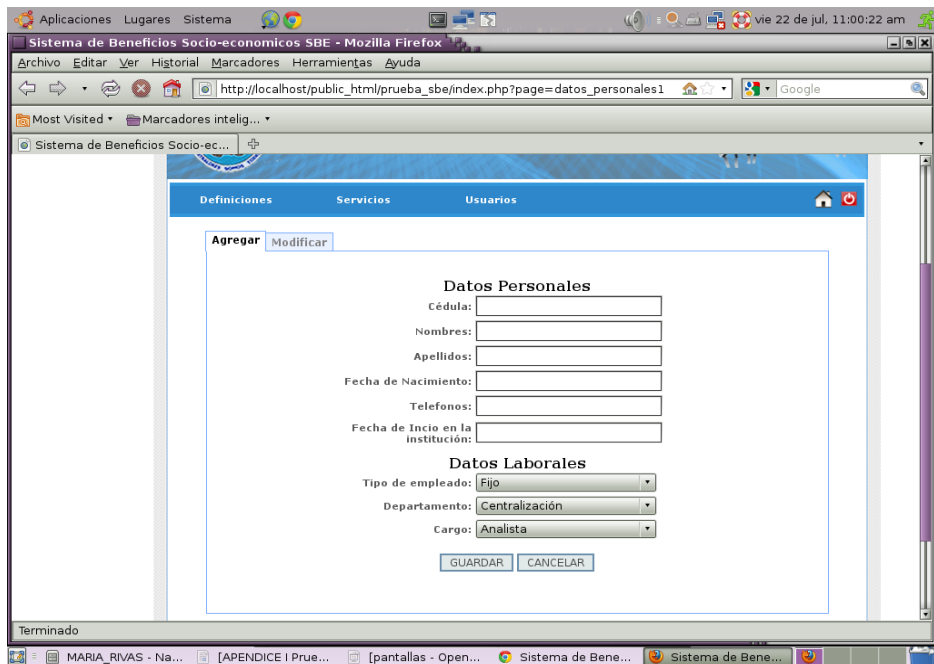 Aplicaciones Lugares Sistema vie 22 de jul, 11:00:22 am
Sistema de Beneficios Socio-economicos SBE - Mozilla Firefox
Archivo Editar Ver Historial Marcadores Herramientas Ayuda
http://localhost/public_html/prueba_sbe/index.php?page=datos_personales1 Google
Most Visited Marcadores intelig...
Sistema de Beneficios Socio-ec...
Definiciones Servicios Usuarios
Agregar Modificar
Datos Personales
Cédula:
Nombres:
Apellidos:
Fecha de Nacimiento:
Telefonos:
Fecha de Incio en la
institución:
Datos Laborales
Tipo de empleado: Fijo
Departamento: Centralización
Cargo: Analista
GUARDAR CANCELAR
Terminado
MARIA_RIVAS - Na... [APENDICE I Prue... [pantallas - Open... Sistema de Bene... Sistema de Bene...